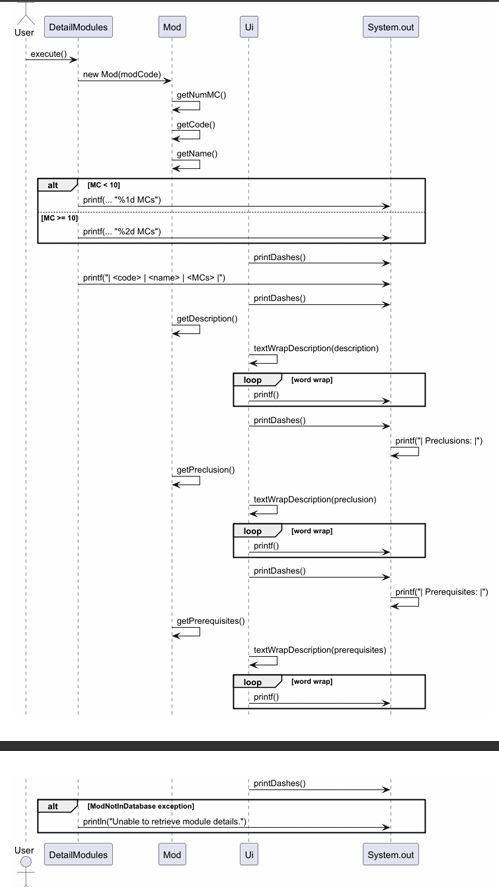 User
DetailModules
Mod
Ui
System.out
execute()
new Mod(modCode)
getNumMC()
getCode()
getName()
alt [MC < 10]
printf(... "%1d MCs")
[MC >= 10]
printf(... "%2d MCs")
printDashes()
printf("| <code> | <name> | <MCs> |")
printDashes()
getDescription()
textWrapDescription(description)
loop [word wrap]
printf()
printDashes()
printf("| Preclusions: |")
getPreclusion()
textWrapDescription(preclusion)
loop [word wrap]
printf()
printDashes()
printf("| Prerequisites: |")
getPrerequisites()
textWrapDescription(prerequisites)
loop [word wrap]
printf()
printDashes()
alt [ModNotInDatabase exception]
println("Unable to retrieve module details.")
User
DetailModules
Mod
Ui
System.out